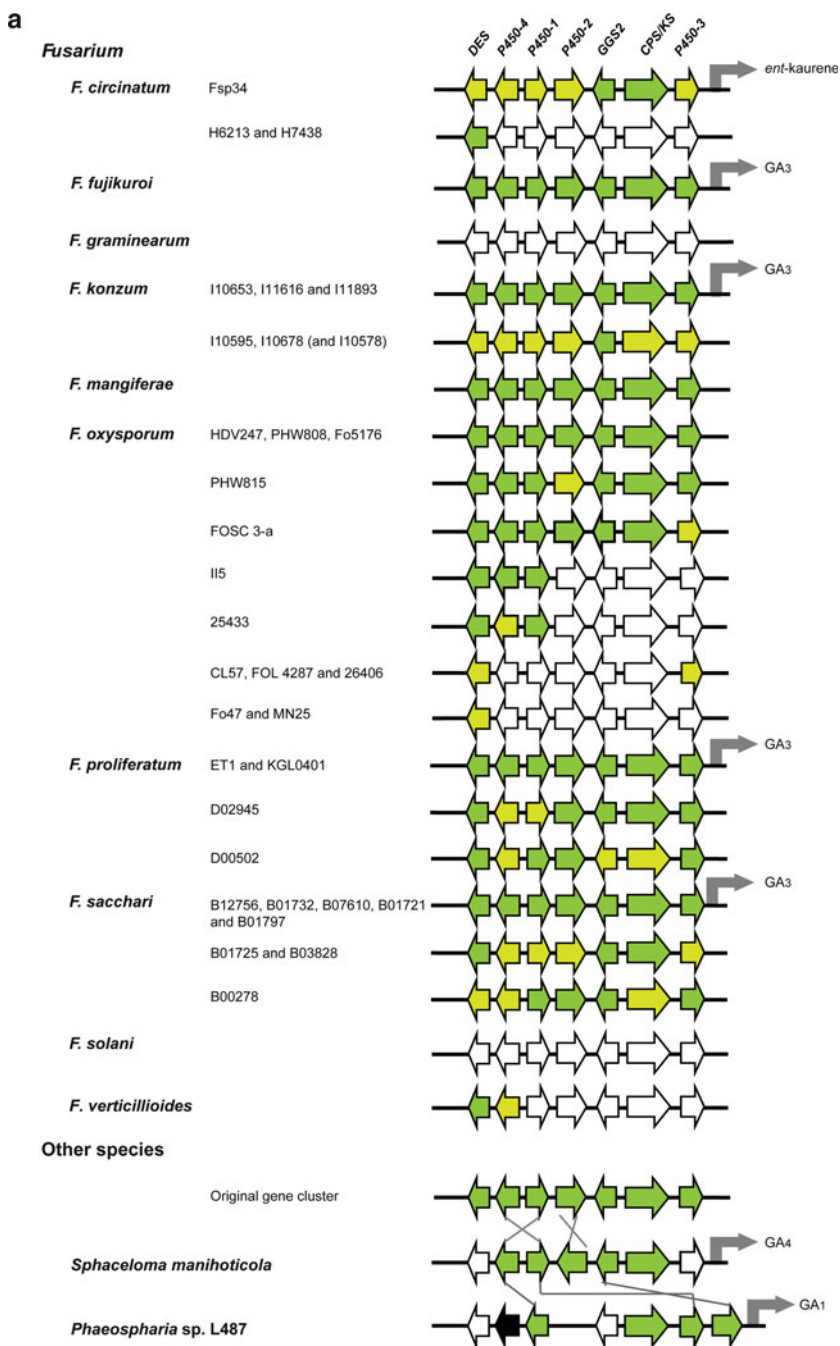 a
DES P450-4 P450-1 P450-2 GGS2 CPS/KS P450-3
Fusarium
F. circinatum Fsp34 ent-kaurene
H6213 and H7438
F. fujikuroi GA3
F. graminearum
F. konzum I10653, I11616 and I11893 GA3
I10595, I10678 (and I10578)
F. mangiferae
F. oxysporum HDV247, PHW808, Fo5176
PHW815
FOSC 3-a
II5
25433
CL57, FOL 4287 and 26406
Fo47 and MN25
F. proliferatum ET1 and KGL0401 GA3
D02945
D00502
F. sacchari B12756, B01732, B07610, B01721 GA3
and B01797
B01725 and B03828
B00278
F. solani
F. verticillioides
Other species
Original gene cluster
Sphaceloma manihoticola GA4
Phaeospharia sp. L487 GA1